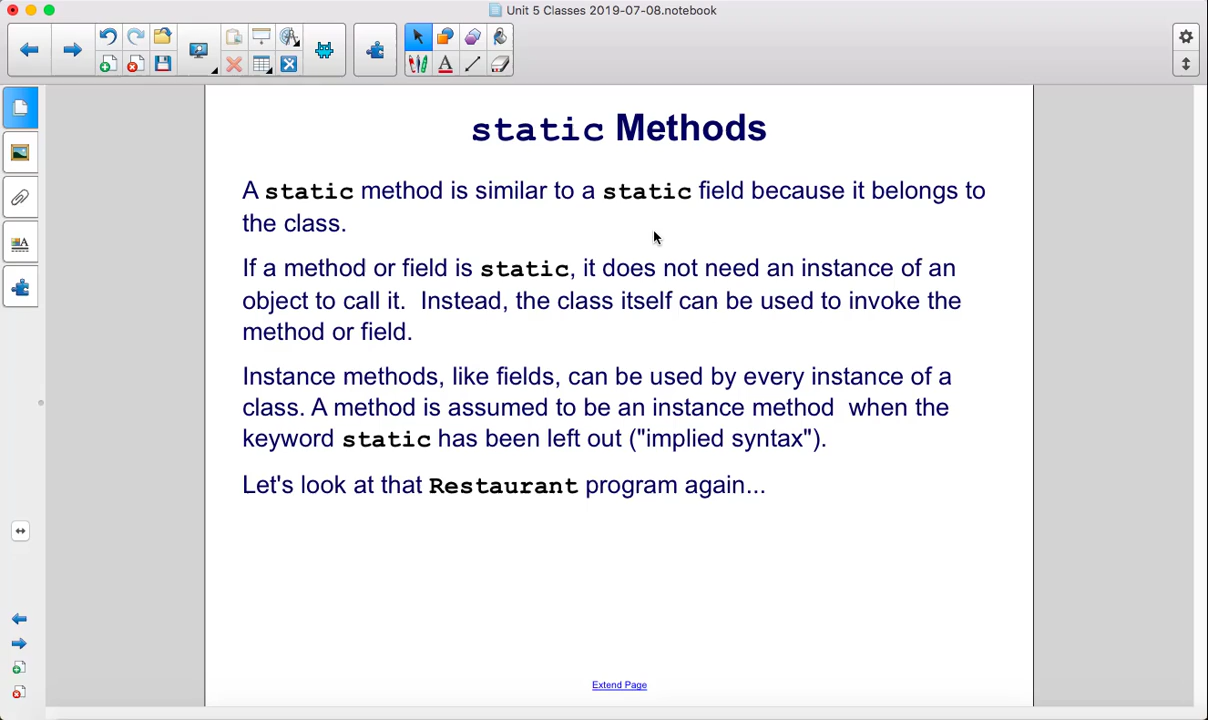 Unit 5 Classes 2019-07-08.notebook
static Methods
A static method is similar to a static field because it belongs to
the class.
If a method or field is static, it does not need an instance of an
object to call it.  Instead, the class itself can be used to invoke the
method or field.
Instance methods, like fields, can be used by every instance of a
class. A method is assumed to be an instance method  when the
keyword static has been left out ("implied syntax").
Let's look at that Restaurant program again...
Extend Page